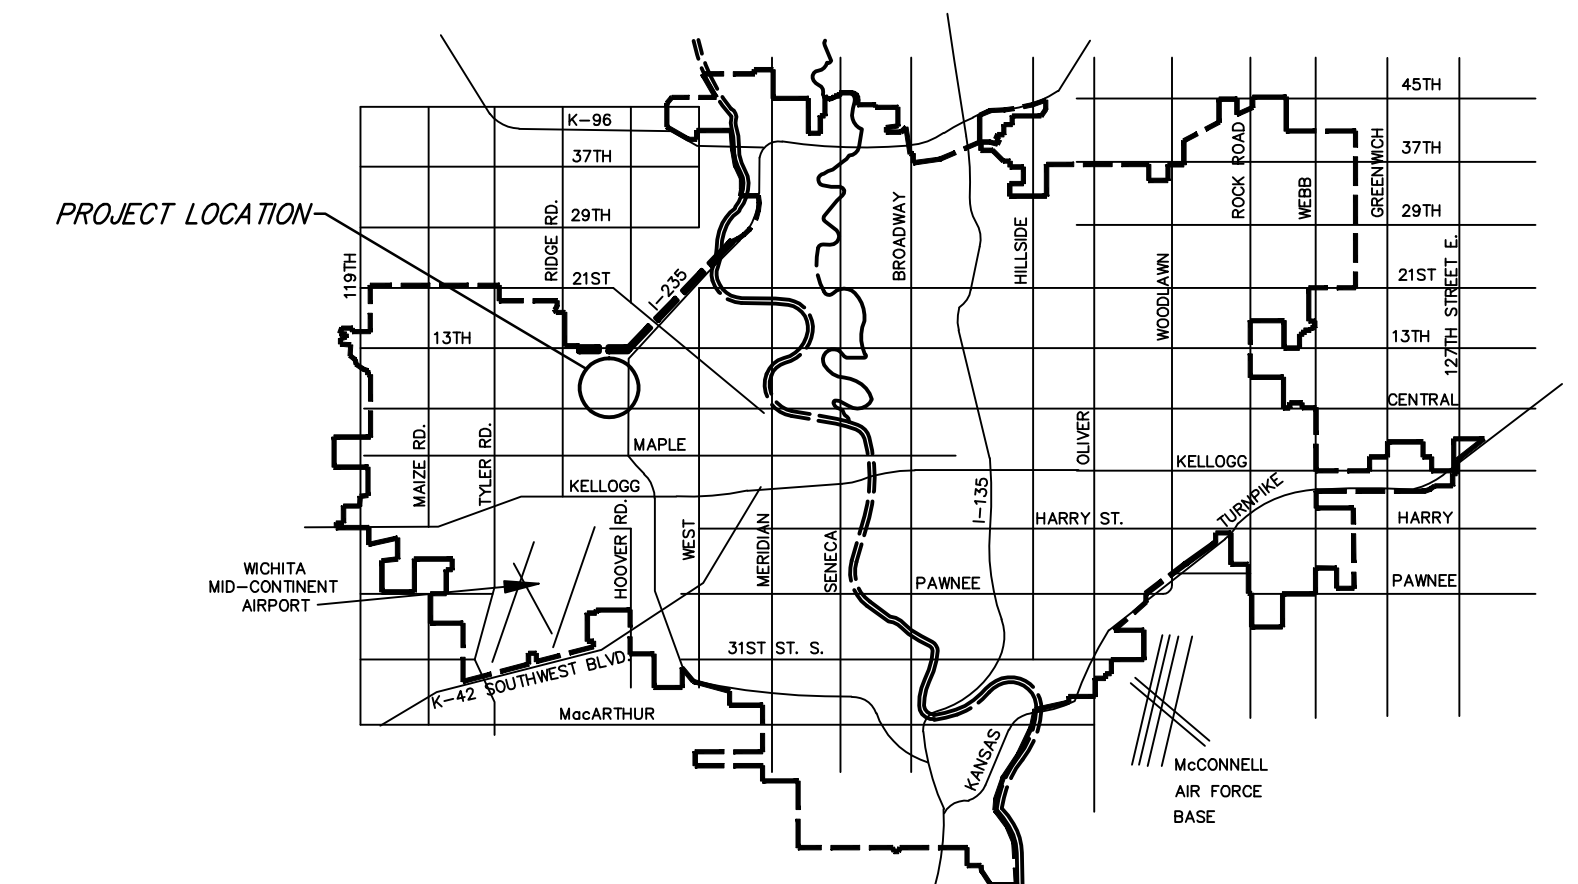 45TH
K-96
37TH
37TH
PROJECT LOCATION
29TH
29TH
119TH
RIDGE RD.
21ST
I-235
BROADWAY
HILLSIDE
WOODLAWN
ROCK ROAD
WEBB
GREENWICH
21ST
127TH STREET E.
13TH
13TH
CENTRAL
MAIZE RD.
TYLER RD.
MAPLE
OLIVER
KELLOGG
KELLOGG
HOOVER RD.
WEST
MERIDIAN
SENECA
I-135
HARRY ST.
TURNPIKE
HARRY
WICHITA
MID-CONTINENT
AIRPORT
PAWNEE
PAWNEE
31ST ST. S.
K-42 SOUTHWEST BLVD.
MacARTHUR
KANSAS
McCONNELL
AIR FORCE
BASE